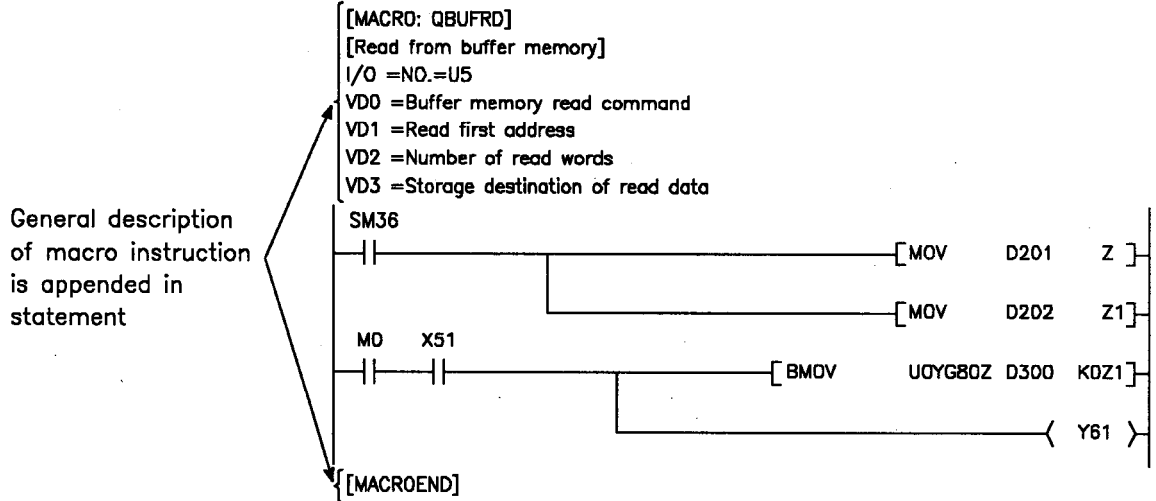 [MACRO: QBUFRD]
[Read from buffer memory]
I/O =NO.=U5
VD0 =Buffer memory read command
VD1 =Read first address
VD2 =Number of read words
VD3 =Storage destination of read data
General description
of macro instruction
is appended in
statement
SM36
[MOV D201 Z]
[MOV D202 Z1]
M0 X51
[BMOV U0YG80Z D300 K0Z1]
Y61
[MACROEND]